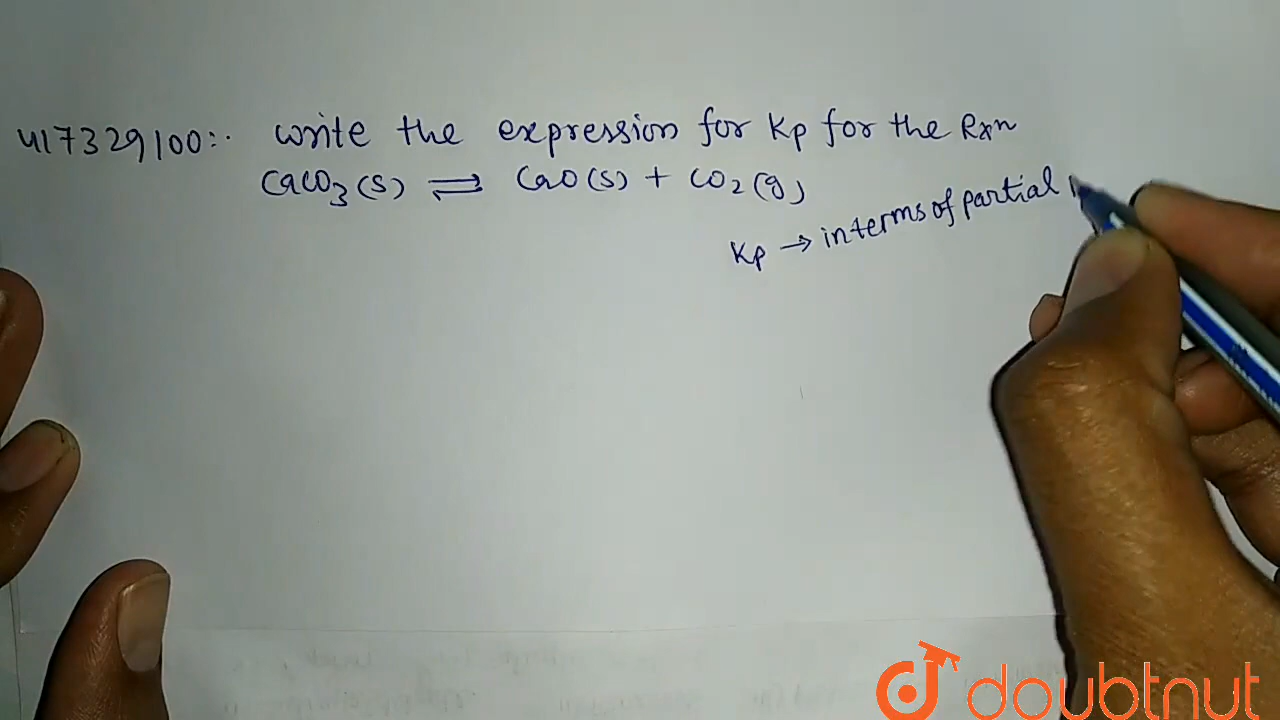 417329100:- write the expression for Kp for the Rxn
CaCO3(s) ⇌ CaO(s) + CO2(g)
Kp → interms of partial
doubtnut